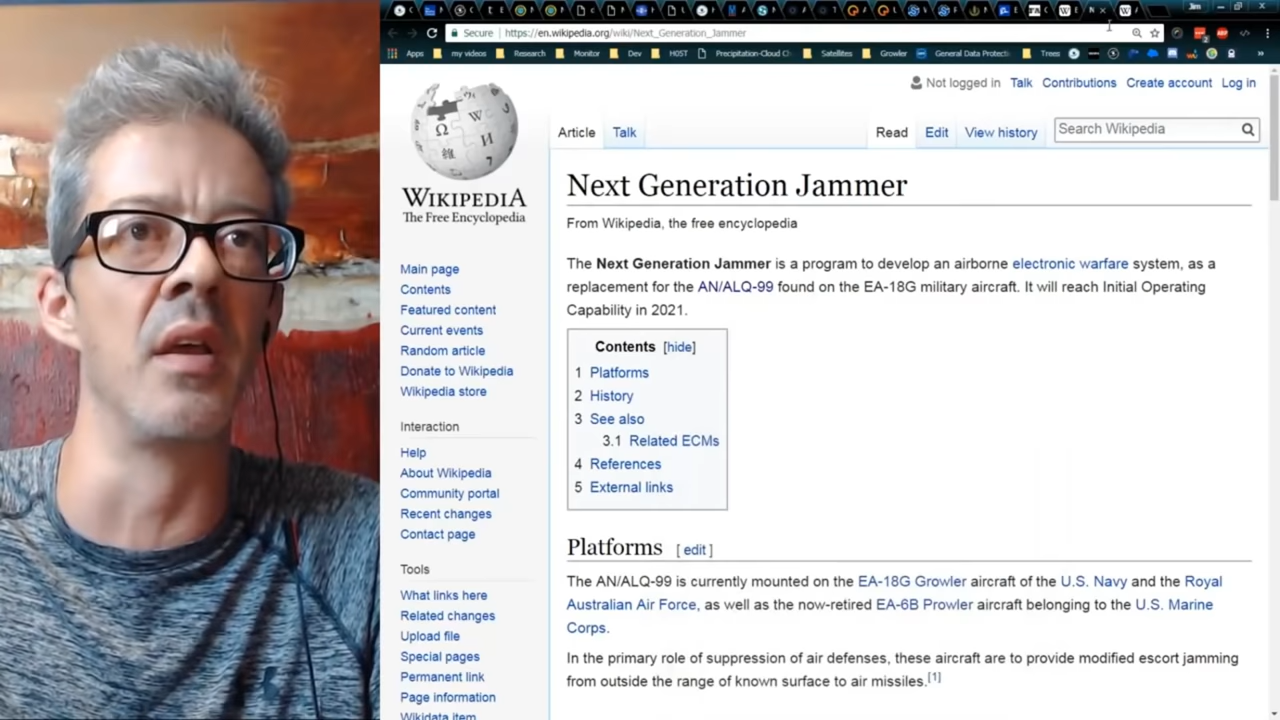 Jim
Secure
https://en.wikipedia.org/wiki/Next_Generation_Jammer
Apps
my videos
Research
Monitor
Dev
H0ST
Precipitation-Cloud C
Satellites
Growler
General Data Protecti
Trees
»
Not logged in Talk Contributions Create account Log in
Article Talk Read Edit View history Search Wikipedia
WIKIPEDIA
The Free Encyclopedia
Main page
Contents
Featured content
Current events
Random article
Donate to Wikipedia
Wikipedia store
Interaction
Help
About Wikipedia
Community portal
Recent changes
Contact page
Tools
What links here
Related changes
Upload file
Special pages
Permanent link
Page information
Wikidata item
Next Generation Jammer
From Wikipedia, the free encyclopedia
The Next Generation Jammer is a program to develop an airborne electronic warfare system, as a
replacement for the AN/ALQ-99 found on the EA-18G military aircraft. It will reach Initial Operating
Capability in 2021.
Contents [hide]
1 Platforms
2 History
3 See also
3.1 Related ECMs
4 References
5 External links
Platforms [ edit ]
The AN/ALQ-99 is currently mounted on the EA-18G Growler aircraft of the U.S. Navy and the Royal
Australian Air Force, as well as the now-retired EA-6B Prowler aircraft belonging to the U.S. Marine
Corps.
In the primary role of suppression of air defenses, these aircraft are to provide modified escort jamming
from outside the range of known surface to air missiles.[1]